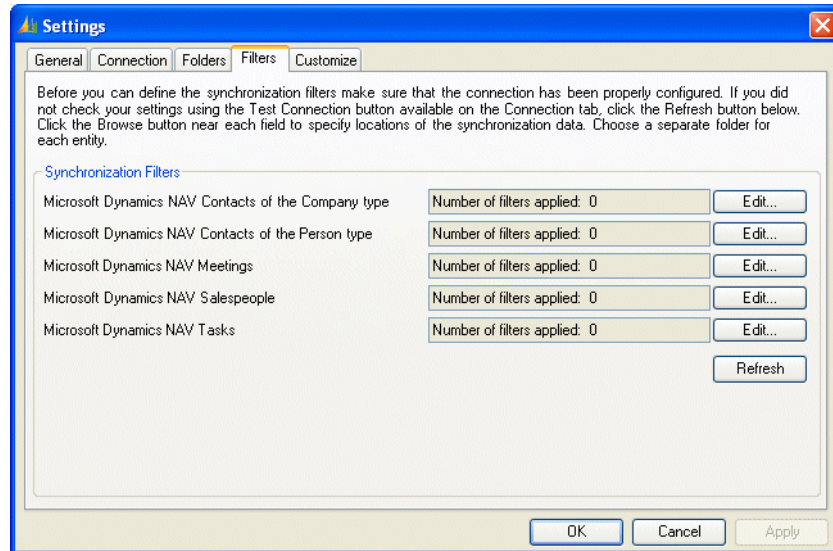 Settings
General Connection Folders Filters Customize
Before you can define the synchronization filters make sure that the connection has been properly configured. If you did
not check your settings using the Test Connection button available on the Connection tab, click the Refresh button below.
Click the Browse button near each field to specify locations of the synchronization data. Choose a separate folder for
each entity.
Synchronization Filters
Microsoft Dynamics NAV Contacts of the Company type Number of filters applied: 0 Edit...
Microsoft Dynamics NAV Contacts of the Person type Number of filters applied: 0 Edit...
Microsoft Dynamics NAV Meetings Number of filters applied: 0 Edit...
Microsoft Dynamics NAV Salespeople Number of filters applied: 0 Edit...
Microsoft Dynamics NAV Tasks Number of filters applied: 0 Edit...
Refresh
OK Cancel Apply